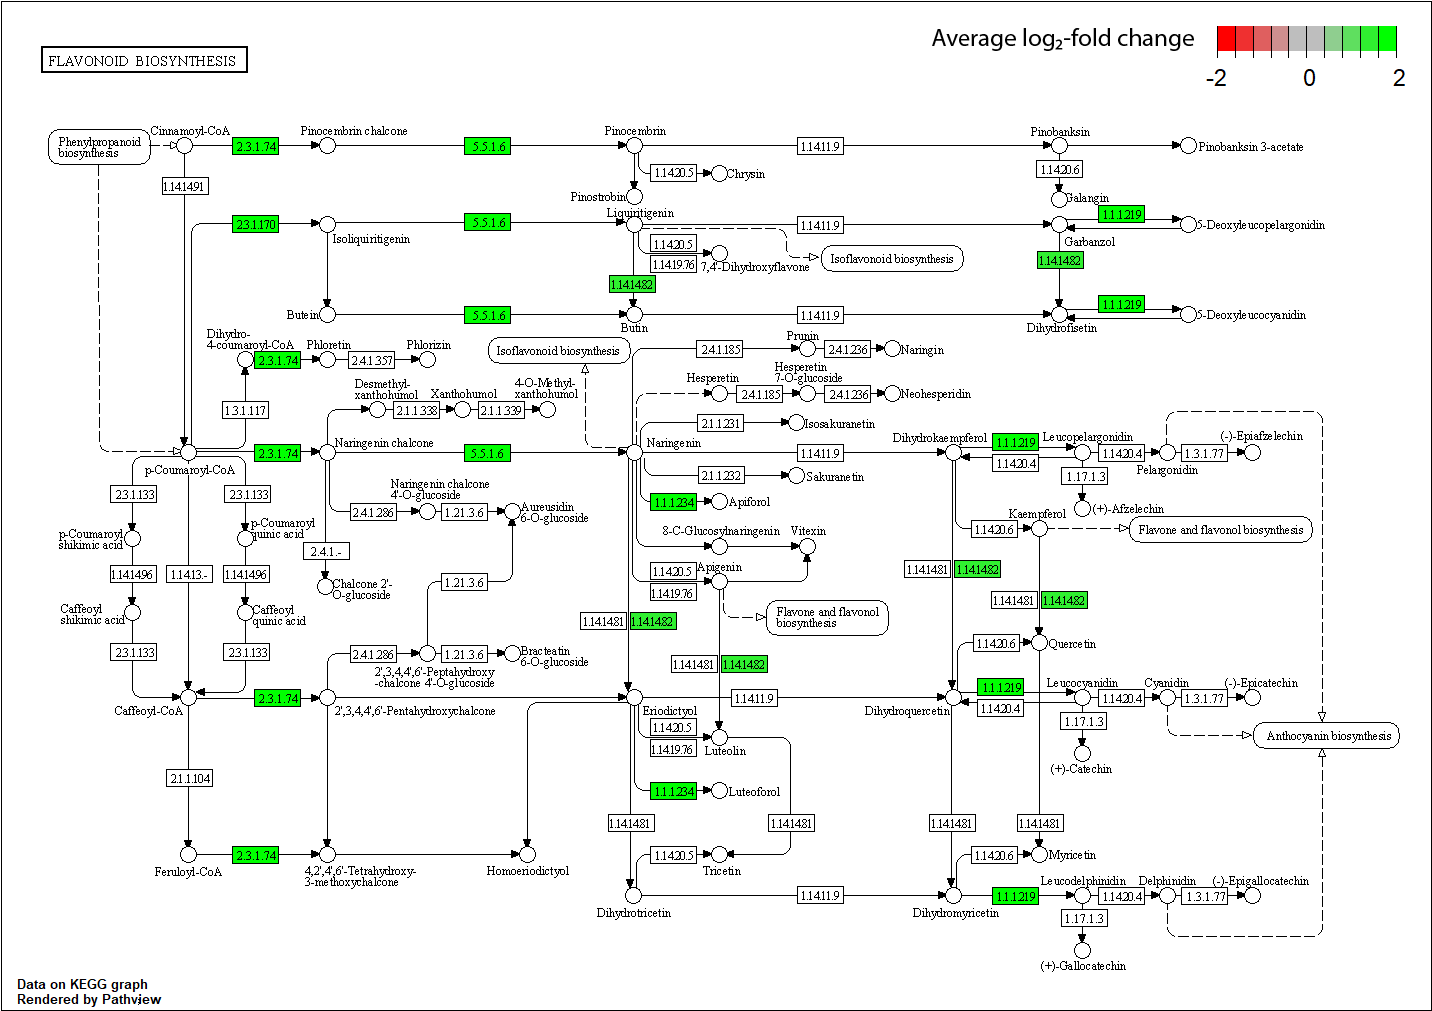 Average log₂-fold change
-2 0 2
FLAVONOID BIOSYNTHESIS
Phenylpropanoid
biosynthesis
Cinnamoyl-CoA
2.3.1.74
Pinocembrin chalcone
5.5.1.6
Pinocembrin
1.14.11.9
Pinobanksin
Pinobanksin 3-acetate
1.14.14.91
1.14.20.5
Chrysin
1.14.20.6
Pinostrobin
Galangin
2.3.1.170
Isoliquiritigenin
5.5.1.6
Liquiritigenin
1.14.11.9
Garbanzol
1.1.1.219
5-Deoxyleucopelargonidin
1.14.20.5
1.14.19.76
7,4'-Dihydroxyflavone
Isoflavonoid biosynthesis
1.14.14.82
1.14.14.82
Butein
5.5.1.6
Butin
1.14.11.9
Dihydrofisetin
1.1.1.219
5-Deoxyleucocyanidin
Dihydro-
4-coumaroyl-CoA
2.3.1.74
Phloretin
2.4.1.357
Phlorizin
Isoflavonoid biosynthesis
2.4.1.185
Prunin
2.4.1.236
Naringin
Desmethyl-
xanthohumol
2.1.1.338
Xanthohumol
2.1.1.339
4-O-Methyl-
xanthohumol
Hesperetin
2.4.1.185
Hesperetin
7-O-glucoside
2.4.1.236
Neohesperidin
1.3.1.117
2.1.1.231
Isosakuranetin
p-Coumaroyl-CoA
2.3.1.74
Naringenin chalcone
5.5.1.6
Naringenin
1.14.11.9
Dihydrokaempferol
1.1.1.219
1.14.20.4
Leucopelargonidin
1.14.20.4
Pelargonidin
1.3.1.77
(-)-Epiafzelechin
2.1.1.232
Sakuranetin
1.17.1.3
(+)-Afzelechin
2.3.1.133
2.3.1.133
Naringenin chalcone
4'-O-glucoside
2.4.1.286
1.21.3.6
Aureusidin
6-O-glucoside
1.1.1.234
Apiforol
p-Coumaroyl
shikimic acid
p-Coumaroyl
quinic acid
2.4.1.-
Chalcone 2'-
O-glucoside
8-C-Glucosylnaringenin
Vitexin
1.14.20.6
Kaempferol
Flavone and flavonol biosynthesis
1.14.14.96
1.14.13.-
1.14.14.96
1.21.3.6
1.14.20.5
1.14.19.76
Apigenin
1.14.14.81
1.14.14.82
Caffeoyl
shikimic acid
Caffeoyl
quinic acid
1.14.14.81
1.14.14.82
Flavone and flavonol
biosynthesis
1.14.14.81
1.14.14.82
2.3.1.133
2.3.1.133
2.4.1.286
1.21.3.6
Bracteatin
6-O-glucoside
2',3,4,4',6'-Peptahydroxy
-chalcone 4'-O-glucoside
1.14.14.81
1.14.14.82
1.14.20.6
Quercetin
Caffeoyl-CoA
2.3.1.74
2',3,4,4',6'-Pentahydroxychalcone
Eriodictyol
1.14.11.9
Dihydroquercetin
1.1.1.219
1.14.20.4
Leucocyanidin
1.14.20.4
Cyanidin
1.3.1.77
(-)-Epicatechin
1.14.20.5
1.14.19.76
Luteolin
1.17.1.3
(+)-Catechin
Anthocyanin biosynthesis
2.1.1.104
1.1.1.234
Luteoforol
1.14.14.81
1.14.14.81
1.14.14.81
1.14.14.81
Feruloyl-CoA
2.3.1.74
4,2',4',6'-Tetrahydroxy-
3-methoxychalcone
Homoeriodictyol
1.14.20.5
Tricetin
1.14.20.6
Myricetin
Dihydrotricetin
1.14.11.9
Dihydromyricetin
1.1.1.219
Leucodelphinidin
1.14.20.4
Delphinidin
1.3.1.77
(-)-Epigallocatechin
1.17.1.3
(+)-Gallocatechin
Data on KEGG graph
Rendered by Pathview